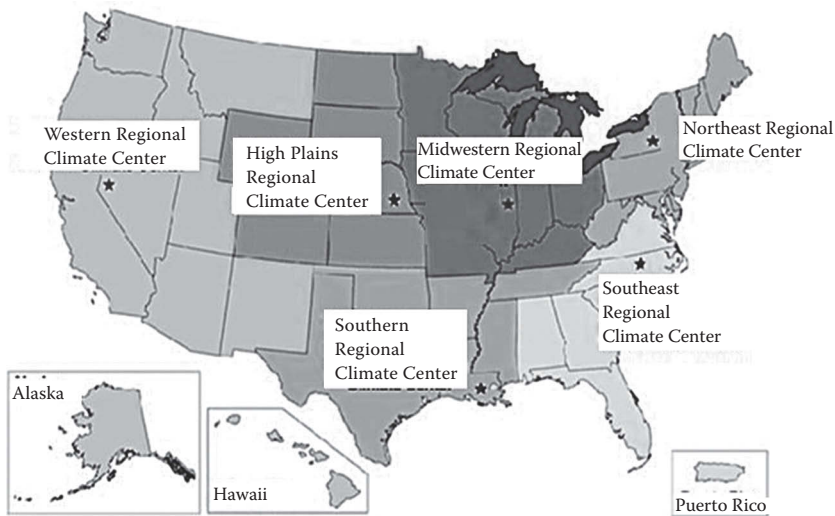 Western Regional
Climate Center
High Plains
Regional
Climate Center
Midwestern Regional
Climate Center
Northeast Regional
Climate Center
Southeast
Regional
Climate Center
Southern
Regional
Climate Center
Alaska
Hawaii
Puerto Rico